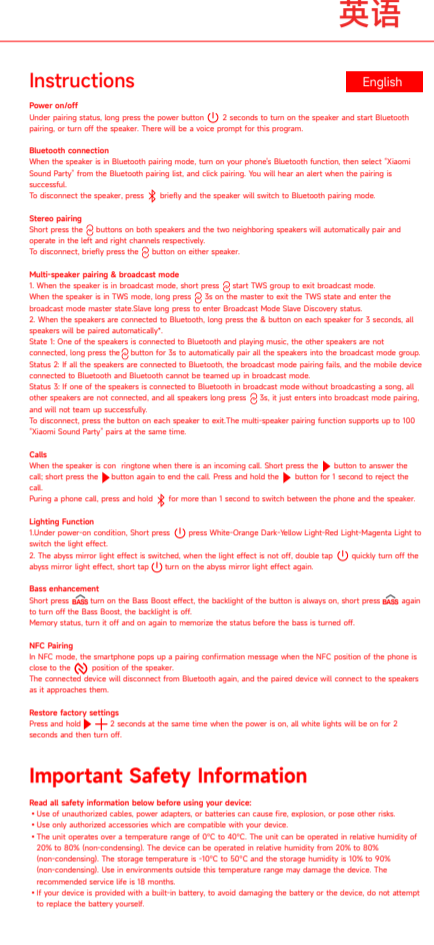 英语
Instructions
English
Power on/off
Under pairing status, long press the power button 2 seconds to turn on the speaker and start Bluetooth
pairing, or turn off the speaker. There will be a voice prompt for this program.
Bluetooth connection
When the speaker is in Bluetooth pairing mode, turn on your phone's Bluetooth function, then select "Xiaomi
Sound Party" from the Bluetooth pairing list, and click pairing. You will hear an alert when the pairing is
successful.
To disconnect the speaker, press briefly and the speaker will switch to Bluetooth pairing mode.
Stereo pairing
Short press the buttons on both speakers and the two neighboring speakers will automatically pair and
operate in the left and right channels respectively.
To disconnect, briefly press the button on either speaker.
Multi-speaker pairing & broadcast mode
1. When the speaker is in broadcast mode, short press start TWS group to exit broadcast mode.
When the speaker is in TWS mode, long press 3s on the master to exit the TWS state and enter the
broadcast mode master state.Slave long press to enter Broadcast Mode Slave Discovery status.
2. When the speakers are connected to Bluetooth, long press the & button on each speaker for 3 seconds, all
speakers will be paired automatically*.
State 1: One of the speakers is connected to Bluetooth and playing music, the other speakers are not
connected, long press the button for 3s to automatically pair all the speakers into the broadcast mode group.
Status 2: If all the speakers are connected to Bluetooth, the broadcast mode pairing fails, and the mobile device
connected to Bluetooth and Bluetooth cannot be teamed up in broadcast mode.
Status 3: If one of the speakers is connected to Bluetooth in broadcast mode without broadcasting a song, all
other speakers are not connected, and all speakers long press 3s, it just enters into broadcast mode pairing,
and will not team up successfully.
To disconnect, press the button on each speaker to exit.The multi-speaker pairing function supports up to 100
"Xiaomi Sound Party" pairs at the same time.
Calls
When the speaker is con ringtone when there is an incoming call. Short press the button to answer the
call; short press the button again to end the call. Press and hold the button for 1 second to reject the
call.
Puring a phone call, press and hold for more than 1 second to switch between the phone and the speaker.
Lighting Function
1.Under power-on condition, Short press press White-Orange Dark-Yellow Light-Red Light-Magenta Light to
switch the light effect.
2. The abyss mirror light effect is switched, when the light effect is not off, double tap quickly turn off the
abyss mirror light effect, short tap turn on the abyss mirror light effect again.
Bass enhancement
Short press BASS turn on the Bass Boost effect, the backlight of the button is always on, short press BASS again
to turn off the Bass Boost, the backlight is off.
Memory status, turn it off and on again to memorize the status before the bass is turned off.
NFC Pairing
In NFC mode, the smartphone pops up a pairing confirmation message when the NFC position of the phone is
close to the position of the speaker.
The connected device will disconnect from Bluetooth again, and the paired device will connect to the speakers
as it approaches them.
Restore factory settings
Press and hold + 2 seconds at the same time when the power is on, all white lights will be on for 2
seconds and then turn off.
Important Safety Information
Read all safety information below before using your device:
• Use of unauthorized cables, power adapters, or batteries can cause fire, explosion, or pose other risks.
• Use only authorized accessories which are compatible with your device.
• The unit operates over a temperature range of 0°C to 40°C. The unit can be operated in relative humidity of
20% to 80% (non-condensing). The device can be operated in relative humidity from 20% to 80%
(non-condensing). The storage temperature is -10°C to 50°C and the storage humidity is 10% to 90%
(non-condensing). Use in environments outside this temperature range may damage the device. The
recommended service life is 18 months.
• If your device is provided with a built-in battery, to avoid damaging the battery or the device, do not attempt
to replace the battery yourself.